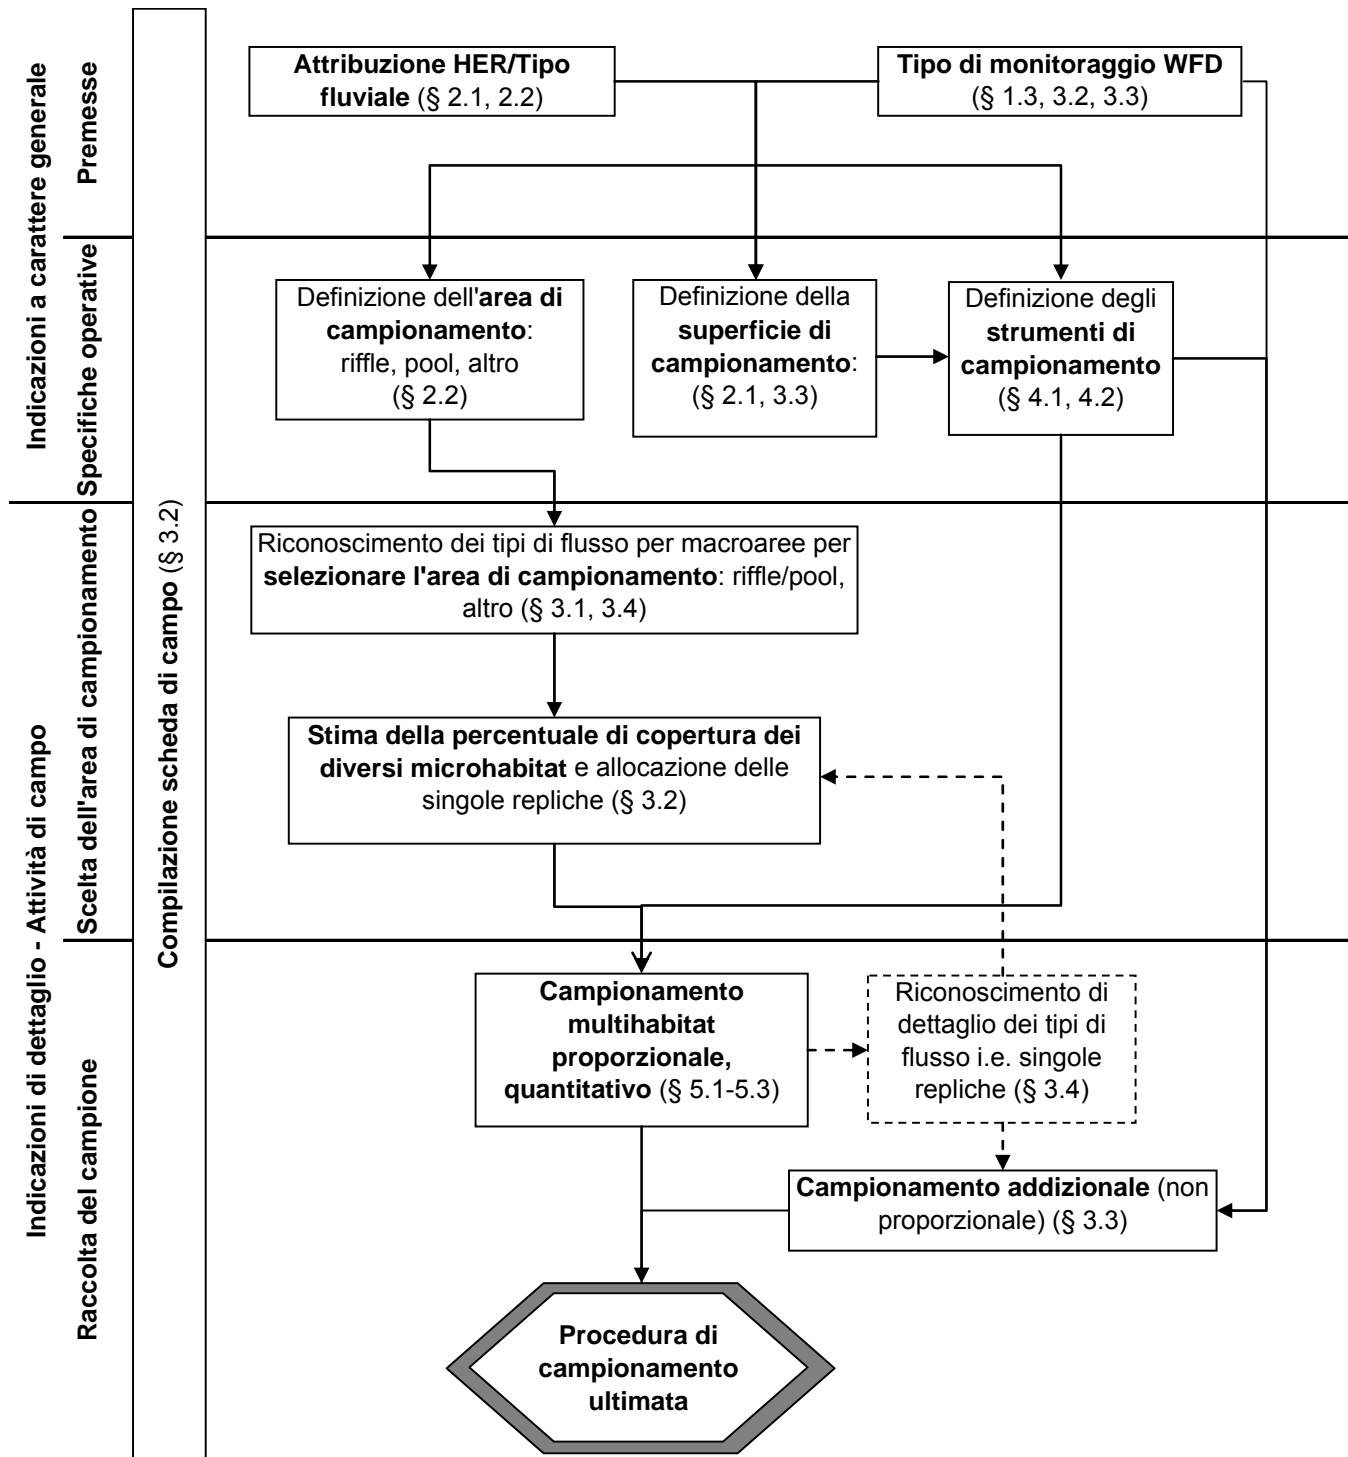 Indicazioni a carattere generale
Premesse
Specifiche operative
Indicazioni di dettaglio - Attività di campo
Scelta dell'area di campionamento
Raccolta del campione
Compilazione scheda di campo (§ 3.2)
Attribuzione HER/Tipo
fluviale (§ 2.1, 2.2)
Tipo di monitoraggio WFD
(§ 1.3, 3.2, 3.3)
Definizione dell'area di
campionamento:
riffle, pool, altro
(§ 2.2)
Definizione della
superficie di
campionamento:
(§ 2.1, 3.3)
Definizione degli
strumenti di
campionamento
(§ 4.1, 4.2)
Riconoscimento dei tipi di flusso per macroaree per
selezionare l'area di campionamento: riffle/pool,
altro (§ 3.1, 3.4)
Stima della percentuale di copertura dei
diversi microhabitat e allocazione delle
singole repliche (§ 3.2)
Campionamento
multihabitat
proporzionale,
quantitativo (§ 5.1-5.3)
Riconoscimento di
dettaglio dei tipi di
flusso i.e. singole
repliche (§ 3.4)
Campionamento addizionale (non
proporzionale) (§ 3.3)
Procedura di
campionamento
ultimata